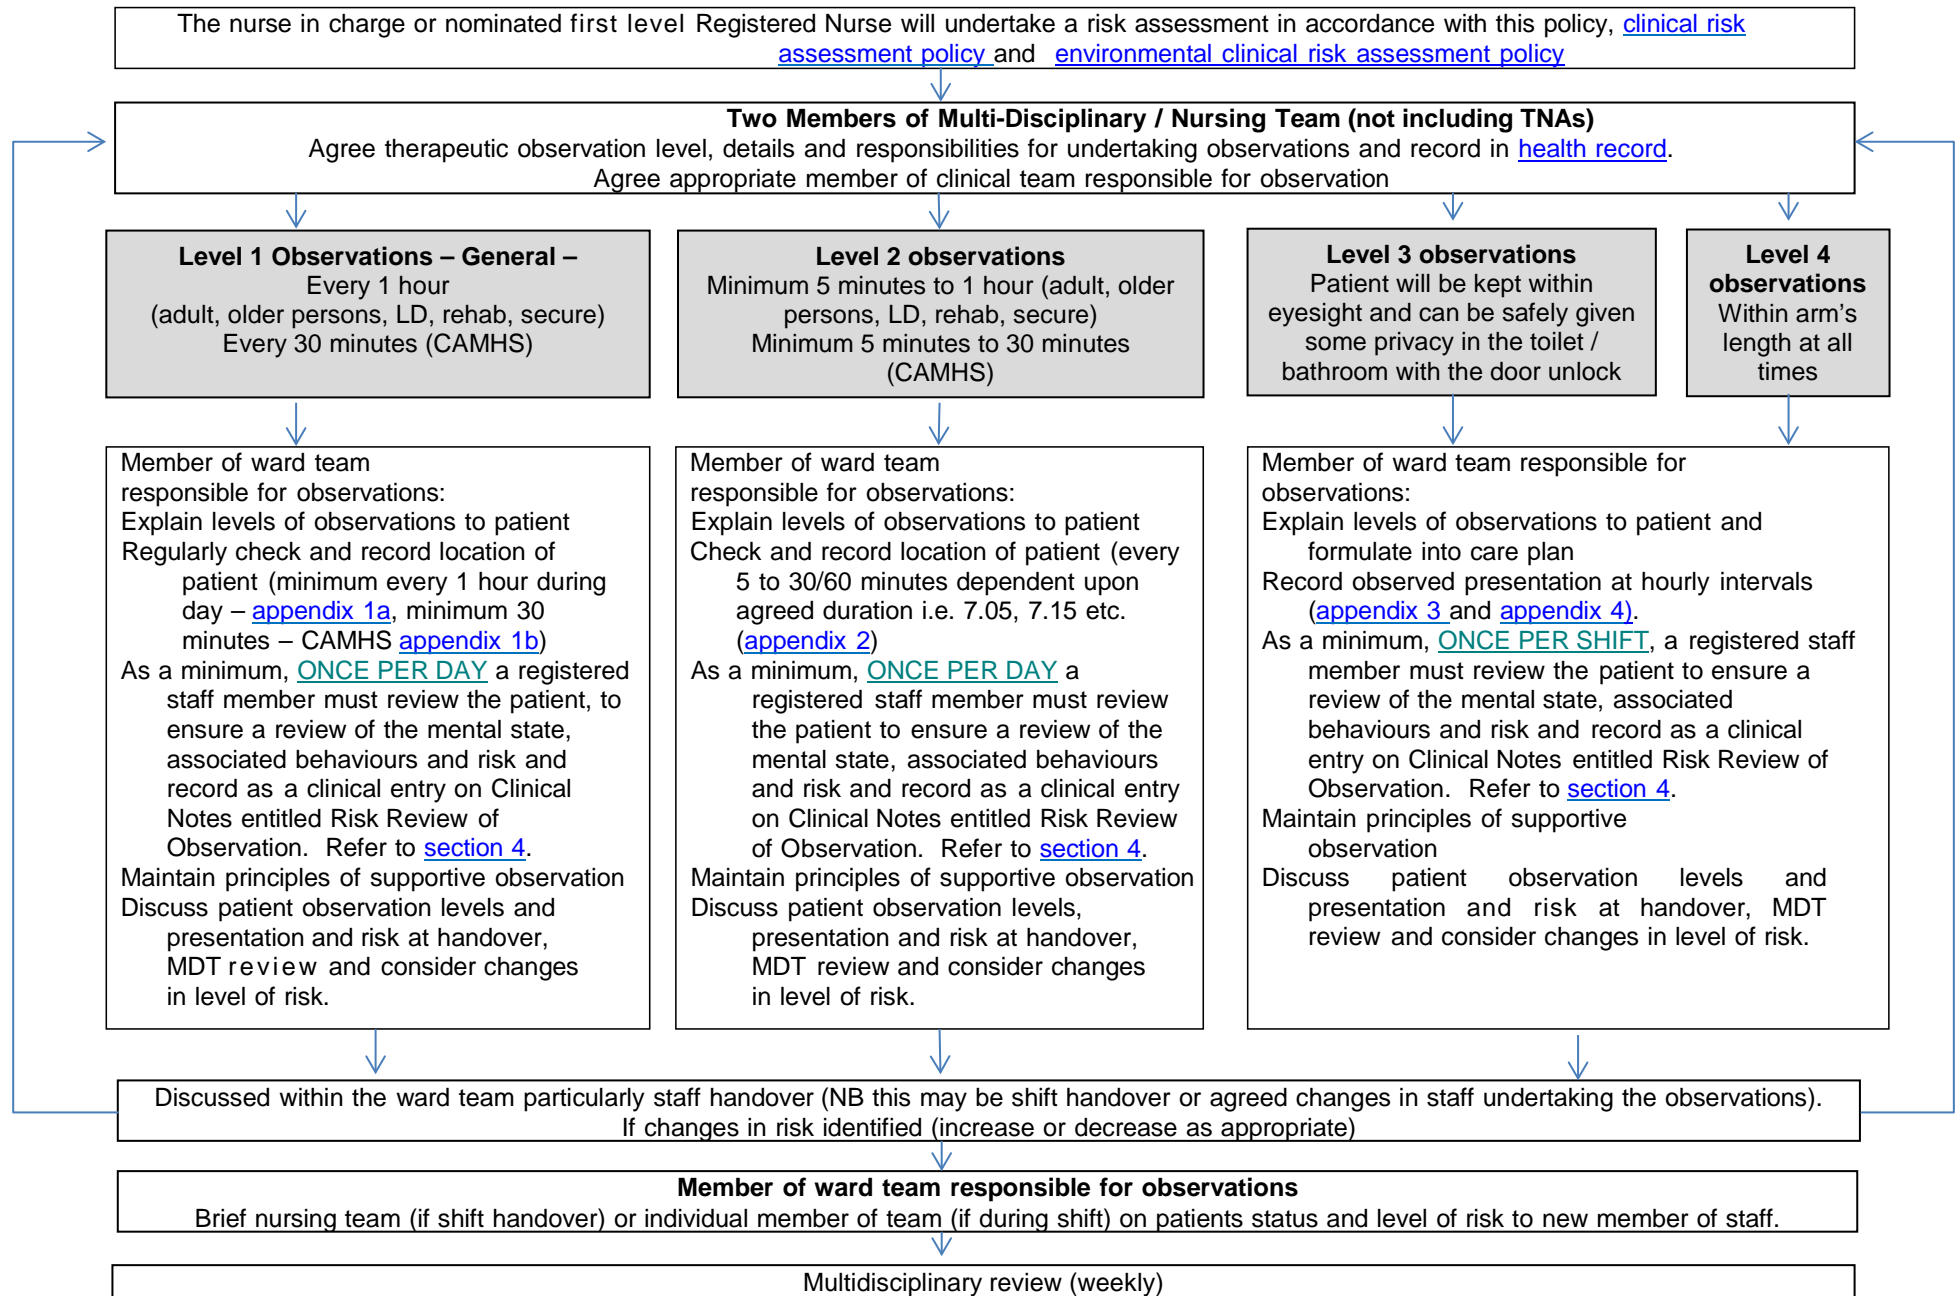 The nurse in charge or nominated first level Registered Nurse will undertake a risk assessment in accordance with this policy, clinical risk
assessment policy and environmental clinical risk assessment policy
Two Members of Multi-Disciplinary / Nursing Team (not including TNAs)
Agree therapeutic observation level, details and responsibilities for undertaking observations and record in health record.
Agree appropriate member of clinical team responsible for observation
Level 1 Observations – General –
Every 1 hour
(adult, older persons, LD, rehab, secure)
Every 30 minutes (CAMHS)
Level 2 observations
Minimum 5 minutes to 1 hour (adult, older
persons, LD, rehab, secure)
Minimum 5 minutes to 30 minutes
(CAMHS)
Level 3 observations
Patient will be kept within
eyesight and can be safely given
some privacy in the toilet /
bathroom with the door unlock
Level 4
observations
Within arm's
length at all
times
Member of ward team
responsible for observations:
Explain levels of observations to patient
Regularly check and record location of
patient (minimum every 1 hour during
day – appendix 1a, minimum 30
minutes – CAMHS appendix 1b)
As a minimum, ONCE PER DAY a registered
staff member must review the patient, to
ensure a review of the mental state,
associated behaviours and risk and
record as a clinical entry on Clinical
Notes entitled Risk Review of
Observation. Refer to section 4.
Maintain principles of supportive observation
Discuss patient observation levels and
presentation and risk at handover,
MDT review and consider changes
in level of risk.
Member of ward team
responsible for observations:
Explain levels of observations to patient
Check and record location of patient (every
5 to 30/60 minutes dependent upon
agreed duration i.e. 7.05, 7.15 etc.
(appendix 2)
As a minimum, ONCE PER DAY a
registered staff member must review
the patient to ensure a review of the
mental state, associated behaviours
and risk and record as a clinical entry
on Clinical Notes entitled Risk Review
of Observation. Refer to section 4.
Maintain principles of supportive observation
Discuss patient observation levels,
presentation and risk at handover,
MDT review and consider changes
in level of risk.
Member of ward team responsible for
observations:
Explain levels of observations to patient and
formulate into care plan
Record observed presentation at hourly intervals
(appendix 3 and appendix 4).
As a minimum, ONCE PER SHIFT, a registered staff
member must review the patient to ensure a
review of the mental state, associated
behaviours and risk and record as a clinical
entry on Clinical Notes entitled Risk Review of
Observation. Refer to section 4.
Maintain principles of supportive
observation
Discuss patient observation levels and
presentation and risk at handover, MDT
review and consider changes in level of risk.
Discussed within the ward team particularly staff handover (NB this may be shift handover or agreed changes in staff undertaking the observations).
If changes in risk identified (increase or decrease as appropriate)
Member of ward team responsible for observations
Brief nursing team (if shift handover) or individual member of team (if during shift) on patients status and level of risk to new member of staff.
Multidisciplinary review (weekly)